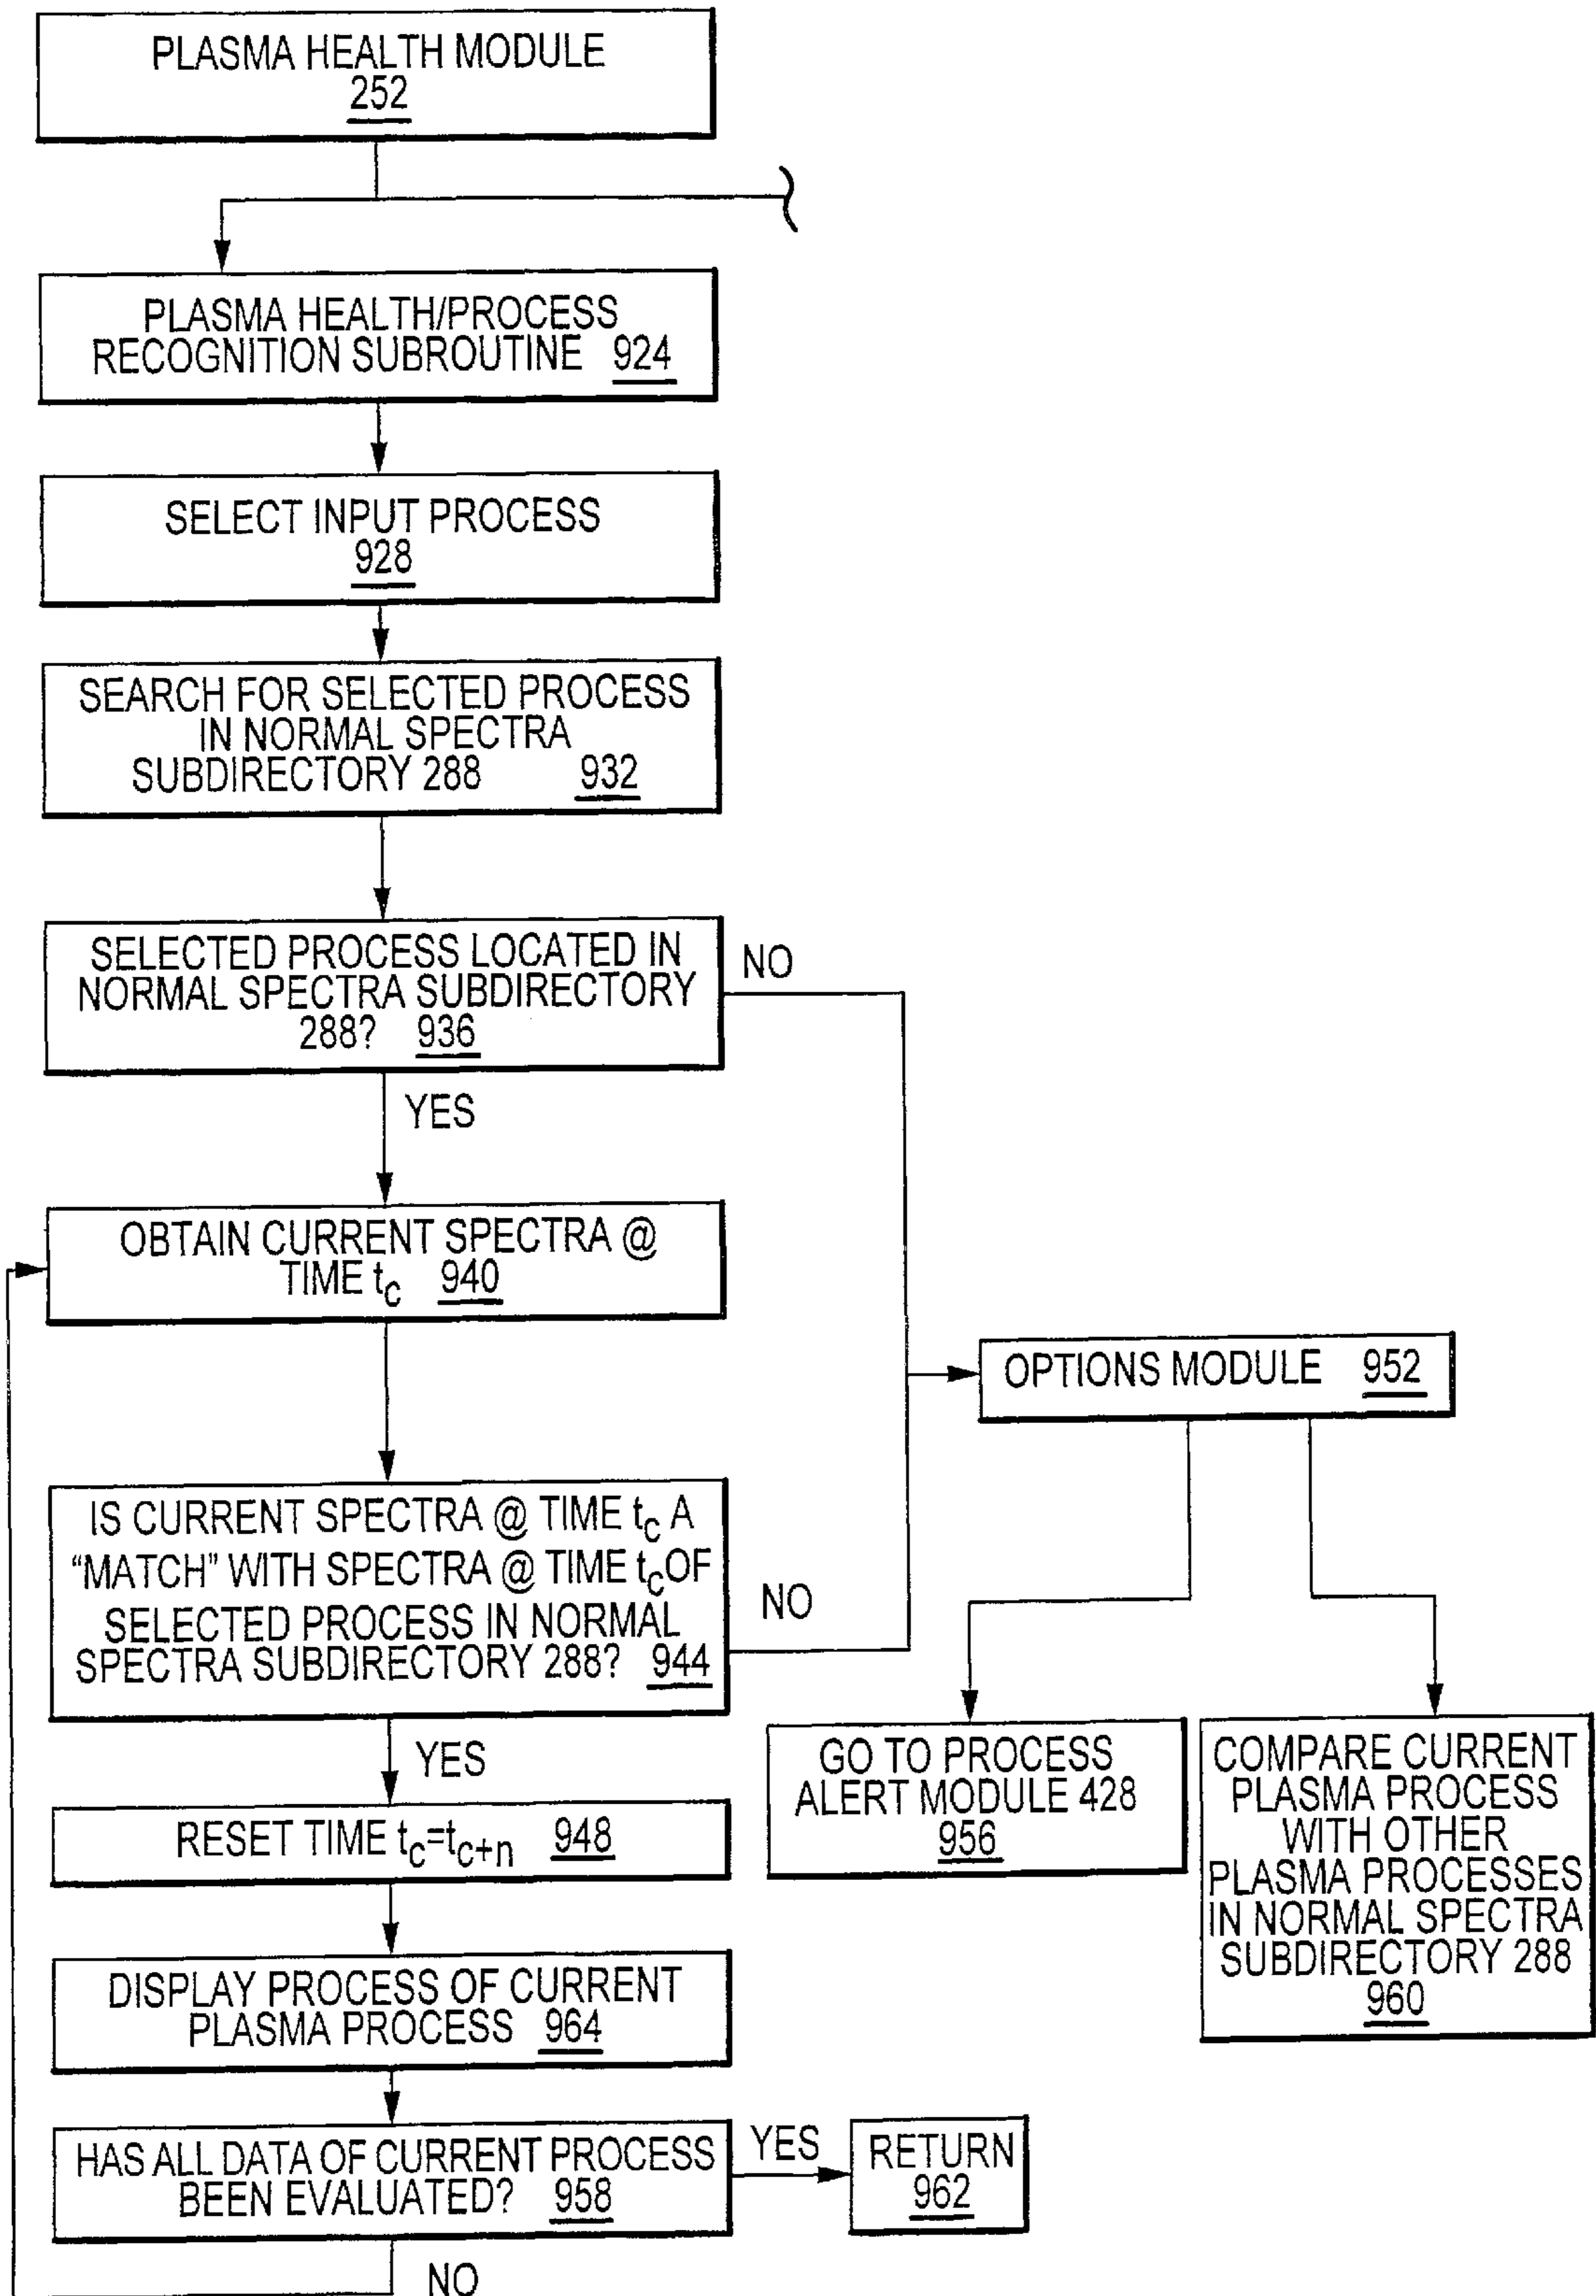 PLASMA HEALTH MODULE
252
PLASMA HEALTH/PROCESS
RECOGNITION SUBROUTINE 924
SELECT INPUT PROCESS
928
SEARCH FOR SELECTED PROCESS
IN NORMAL SPECTRA
SUBDIRECTORY 288 932
SELECTED PROCESS LOCATED IN
NORMAL SPECTRA SUBDIRECTORY
288? 936
NO
YES
OBTAIN CURRENT SPECTRA @
TIME tc 940
OPTIONS MODULE 952
IS CURRENT SPECTRA @ TIME tc A
“MATCH” WITH SPECTRA @ TIME tc OF
SELECTED PROCESS IN NORMAL
SPECTRA SUBDIRECTORY 288? 944
NO
YES
GO TO PROCESS
ALERT MODULE 428
956
COMPARE CURRENT
PLASMA PROCESS
WITH OTHER
PLASMA PROCESSES
IN NORMAL SPECTRA
SUBDIRECTORY 288
960
RESET TIME tc=tc+n 948
DISPLAY PROCESS OF CURRENT
PLASMA PROCESS 964
HAS ALL DATA OF CURRENT PROCESS
BEEN EVALUATED? 958
YES
RETURN
962
NO